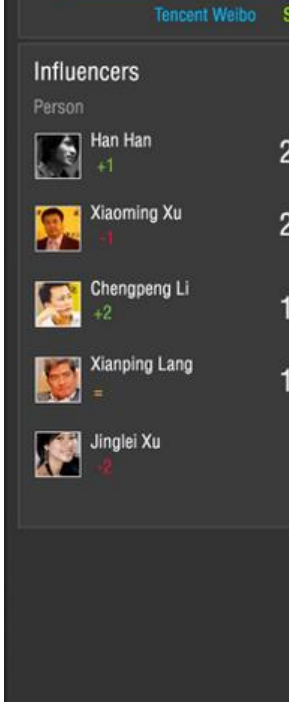 Tencent Weibo
Influencers
Person
Han Han
+1
Xiaoming Xu
-1
Chengpeng Li
+2
Xianping Lang
=
Jinglei Xu
-2